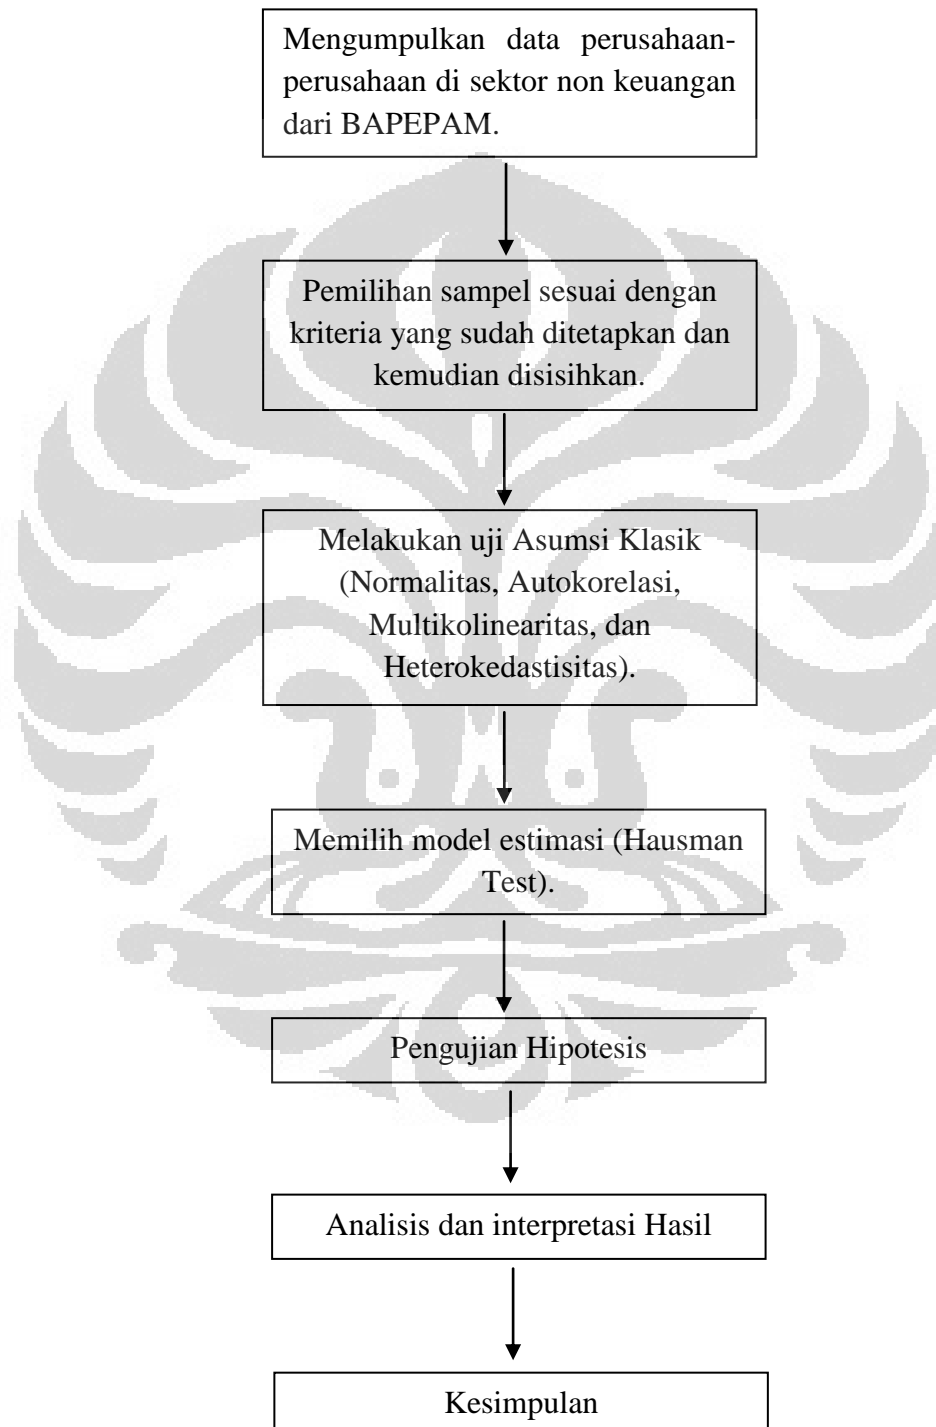 Mengumpulkan data perusahaan-
perusahaan di sektor non keuangan
dari BAPEPAM.
Pemilihan sampel sesuai dengan
kriteria yang sudah ditetapkan dan
kemudian disisihkan.
Melakukan uji Asumsi Klasik
(Normalitas, Autokorelasi,
Multikolinearitas, dan
Heterokedastisitas).
Memilih model estimasi (Hausman
Test).
Pengujian Hipotesis
Analisis dan interpretasi Hasil
Kesimpulan